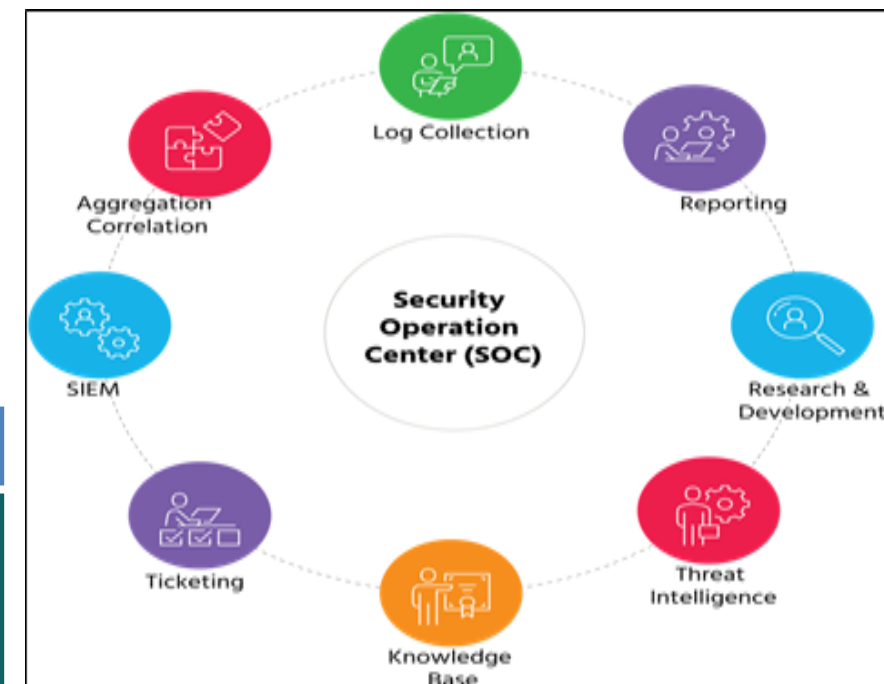 Log Collection
Reporting
Aggregation
Correlation
Security
Operation
Center (SOC)
SIEM
Research &
Development
Ticketing
Threat
Intelligence
Knowledge
Base